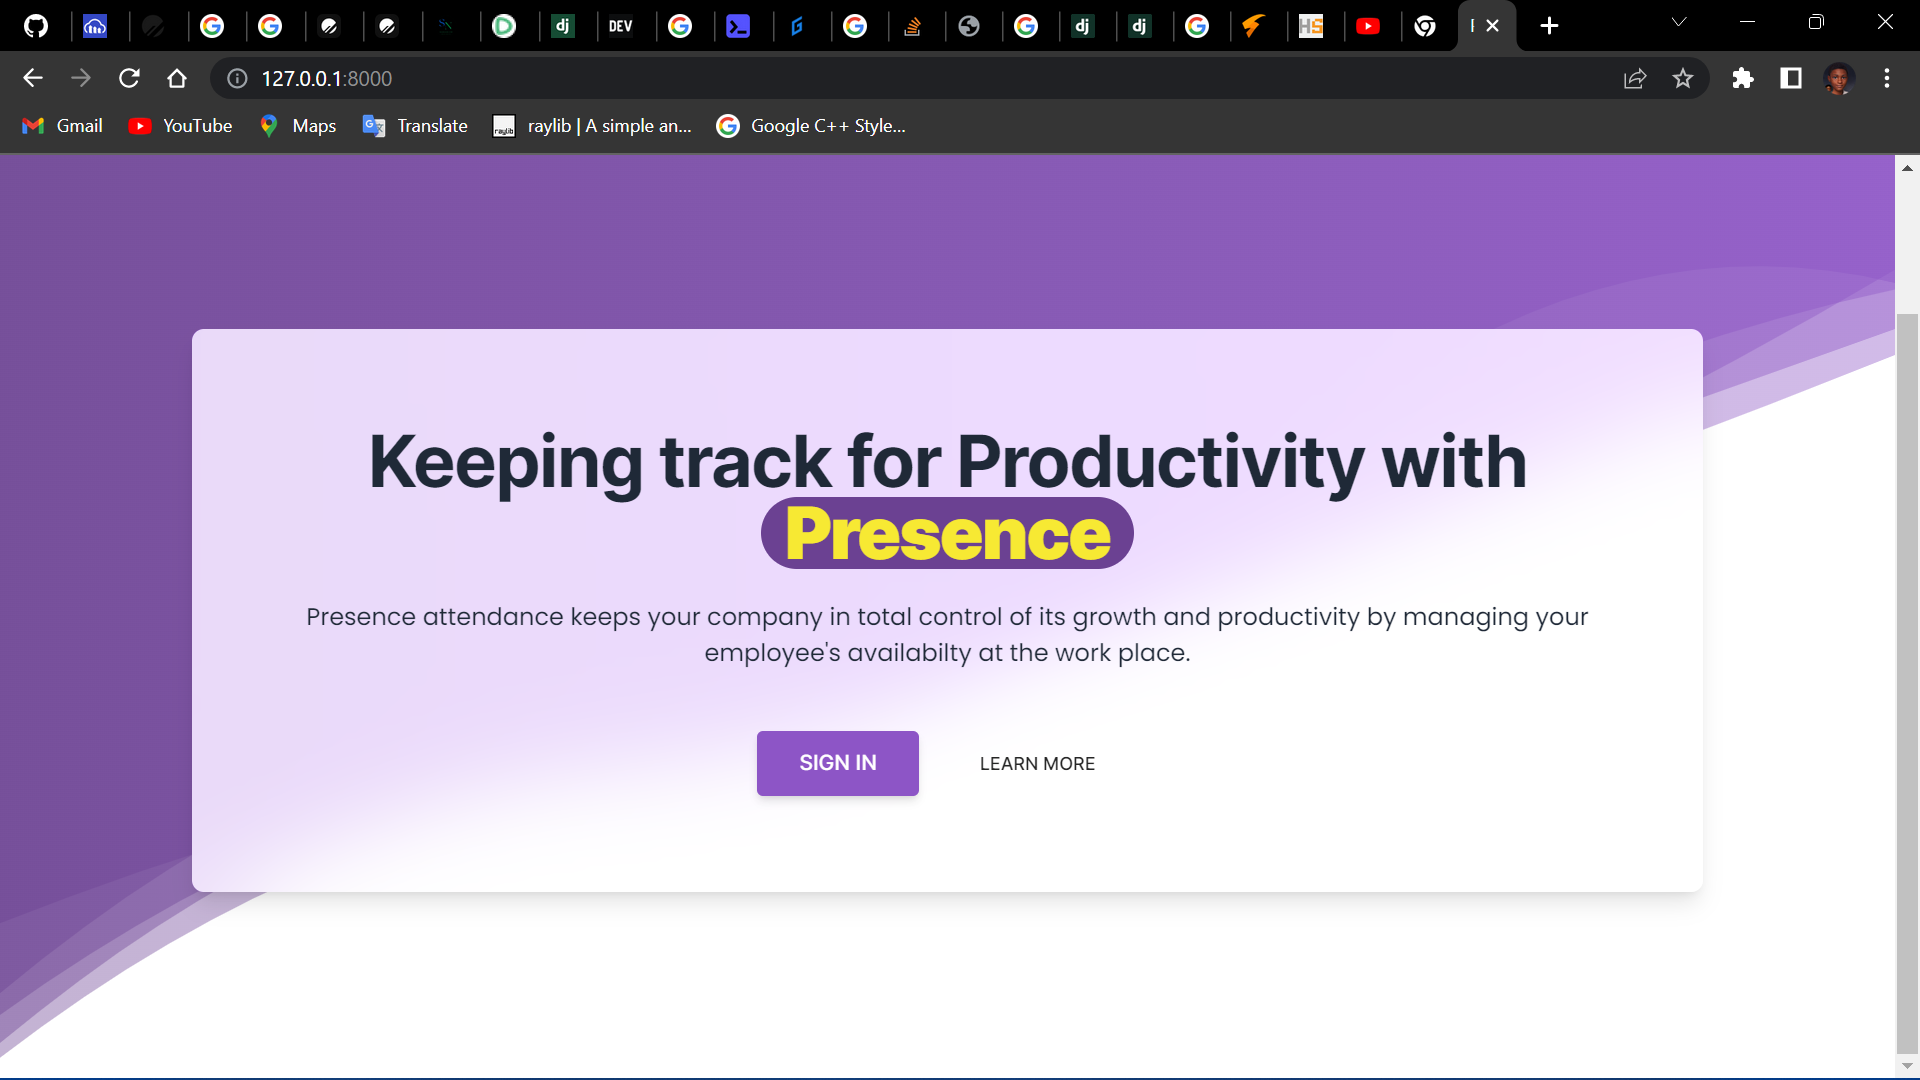 dj
DEV
dj
dj
HS
127.0.0.1:8000
Gmail
YouTube
Maps
Translate
raylib
raylib | A simple an...
Google C++ Style...
Keeping track for Productivity with
Presence
Presence attendance keeps your company in total control of its growth and productivity by managing your
employee's availabilty at the work place.
SIGN IN
LEARN MORE